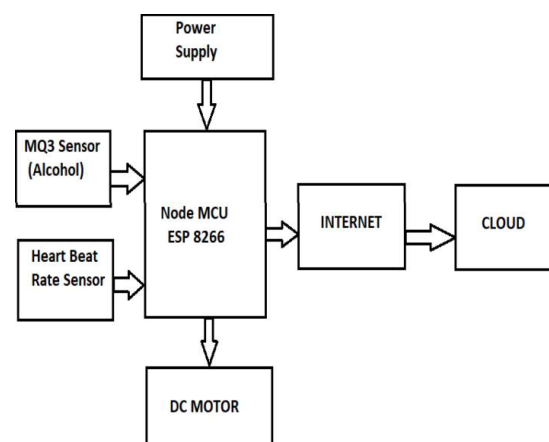 Power
Supply
MQ3 Sensor
(Alcohol)
Node MCU
ESP 8266
INTERNET
CLOUD
Heart Beat
Rate Sensor
DC MOTOR